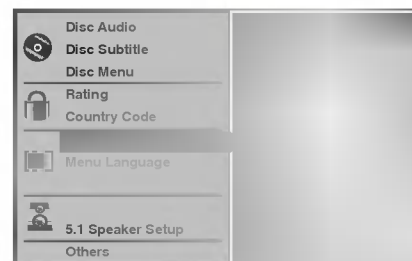 Disc Audio
Disc Subtitle
Disc Menu
Rating
Country Code
Menu Language
5.1 Speaker Setup
Others